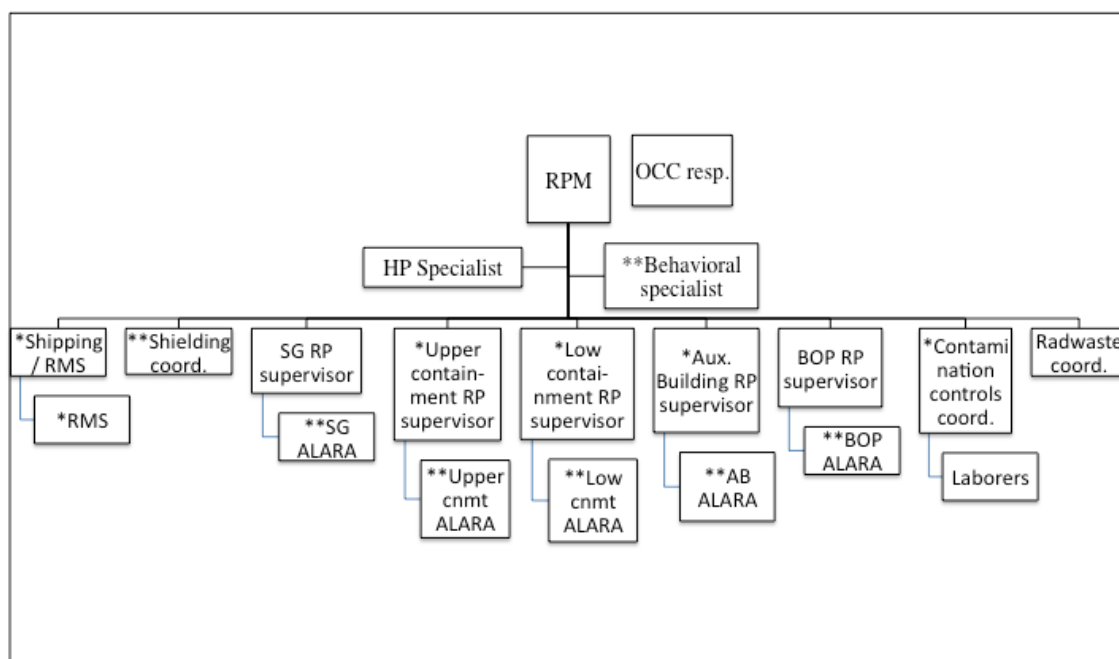 RPM
OCC resp.
HP Specialist
**Behavioral
specialist
*Shipping
/ RMS
*RMS
**Shielding
coord.
SG RP
supervisor
**SG
ALARA
*Upper
contain-
ment RP
supervisor
**Upper
cnmt
ALARA
*Low
contai-
nment RP
supervisor
**Low
cnmt
ALARA
*Aux.
Building RP
supervisor
**AB
ALARA
BOP RP
supervisor
**BOP
ALARA
*Contami
nation
controls
coord.
Laborers
Radwaste
coord.